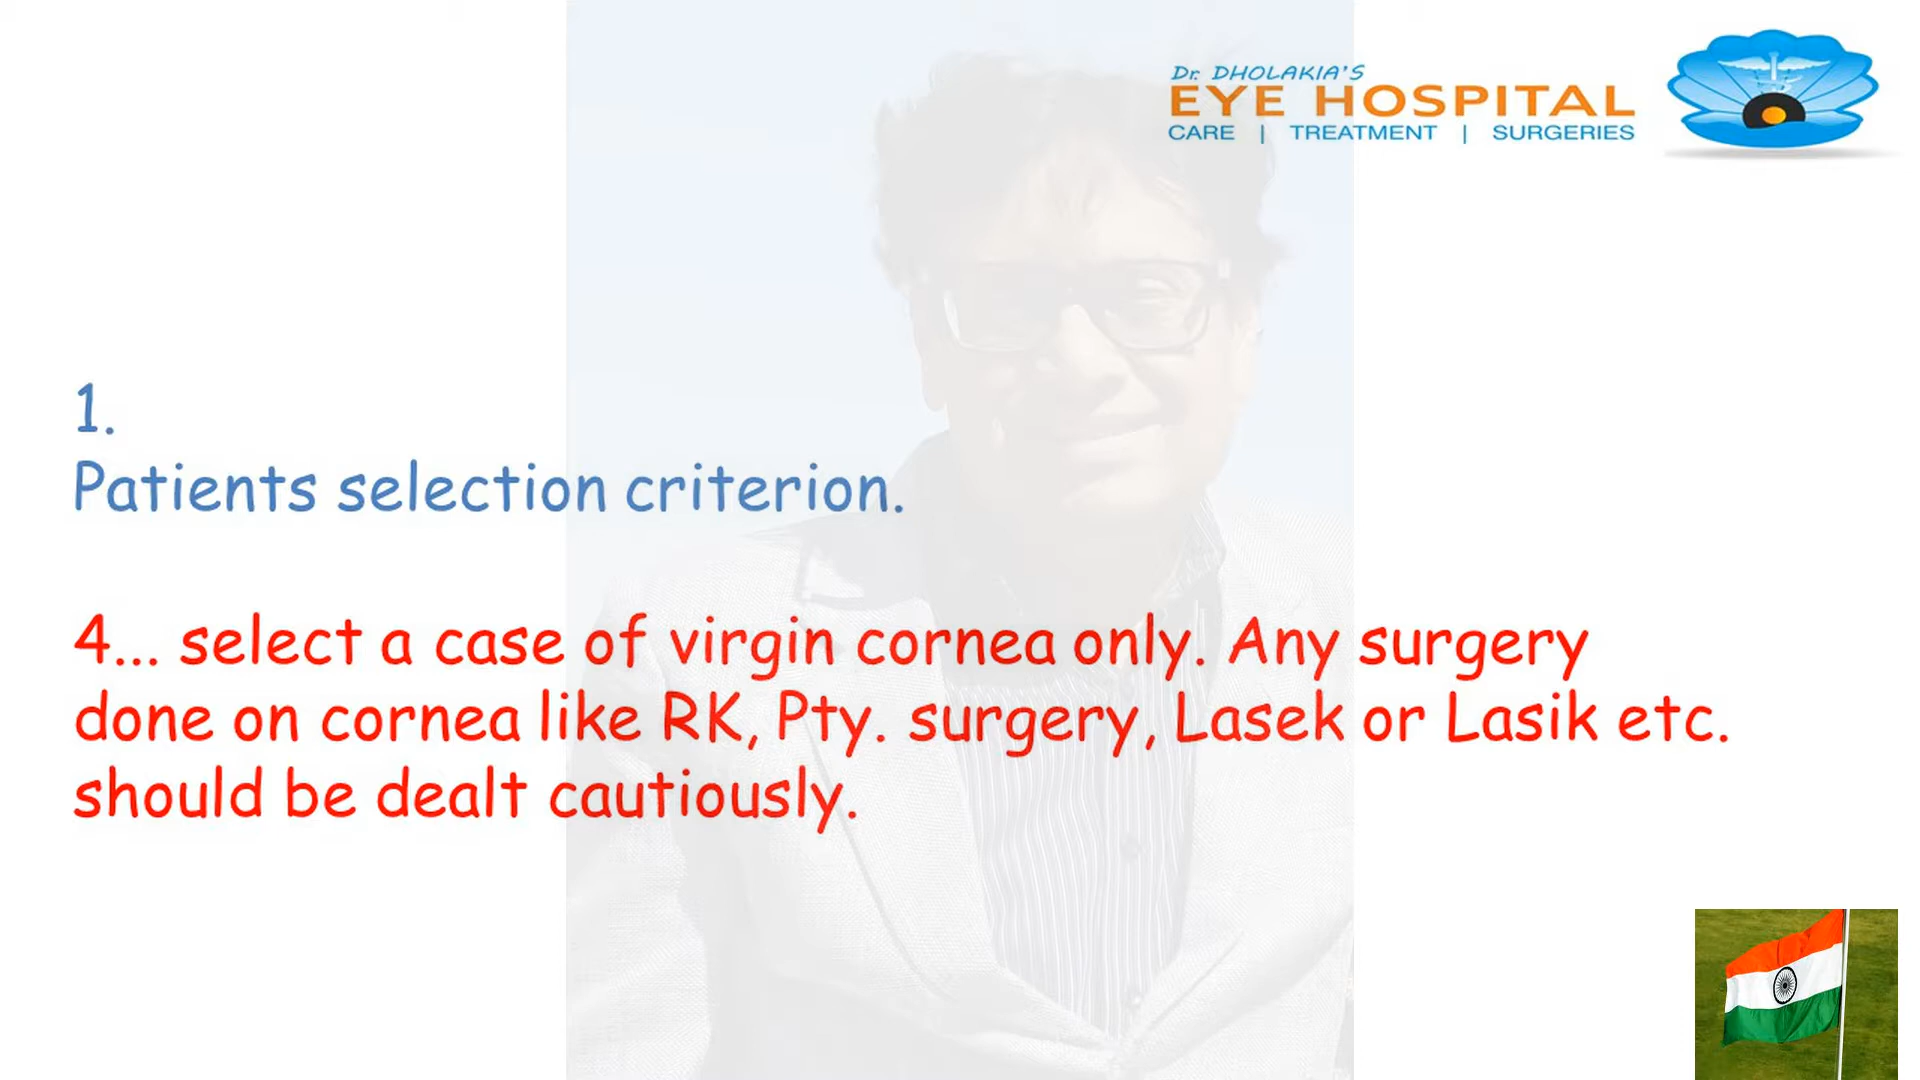 Dr. DHOLAKIA'S
EYE HOSPITAL
CARE | TREATMENT | SURGERIES
1.
Patients selection criterion.
4... select a case of virgin cornea only. Any surgery
done on cornea like RK, Pty. surgery, Lasek or Lasik etc.
should be dealt cautiously.